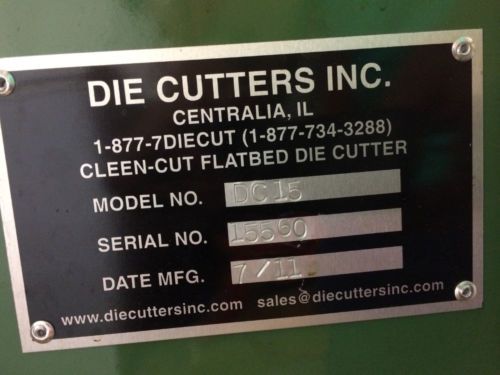 DIE CUTTERS INC.
CENTRALIA, IL
1-877-7DIECUT (1-877-734-3288)
CLEEN-CUT FLATBED DIE CUTTER
MODEL NO. DC15
SERIAL NO. 15560
DATE MFG. 7/11
www.diecuttersinc.com sales@diecuttersinc.com